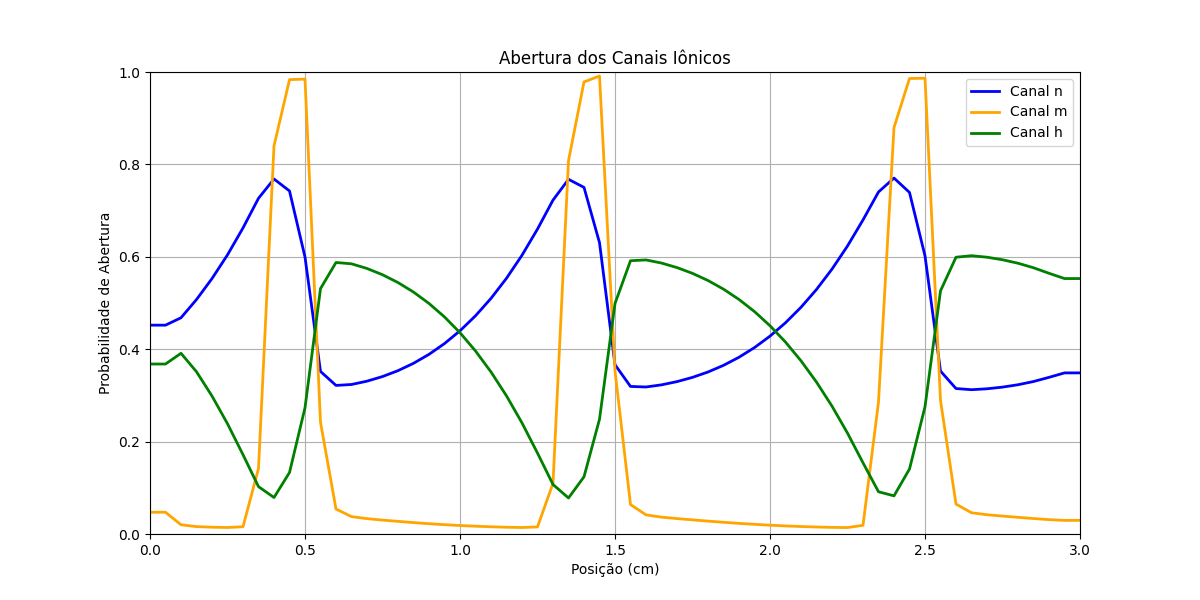 Abertura dos Canais Iônicos
Probabilidade de Abertura
1.0
0.8
0.6
0.4
0.2
0.0
Canal n
Canal m
Canal h
0.0 0.5 1.0 1.5 2.0 2.5 3.0
Posição (cm)